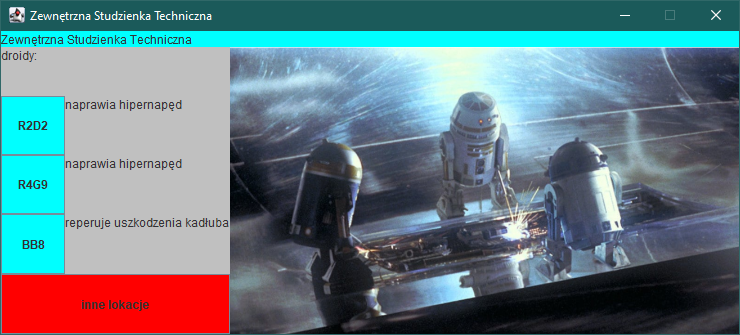 Zewnętrzna Studzienka Techniczna
Zewnętrzna Studzienka Techniczna
droidy:
R2D2 naprawia hipernapęd
R4G9 naprawia hipernapęd
BB8 reperuje uszkodzenia kadłuba
Inne lokacje